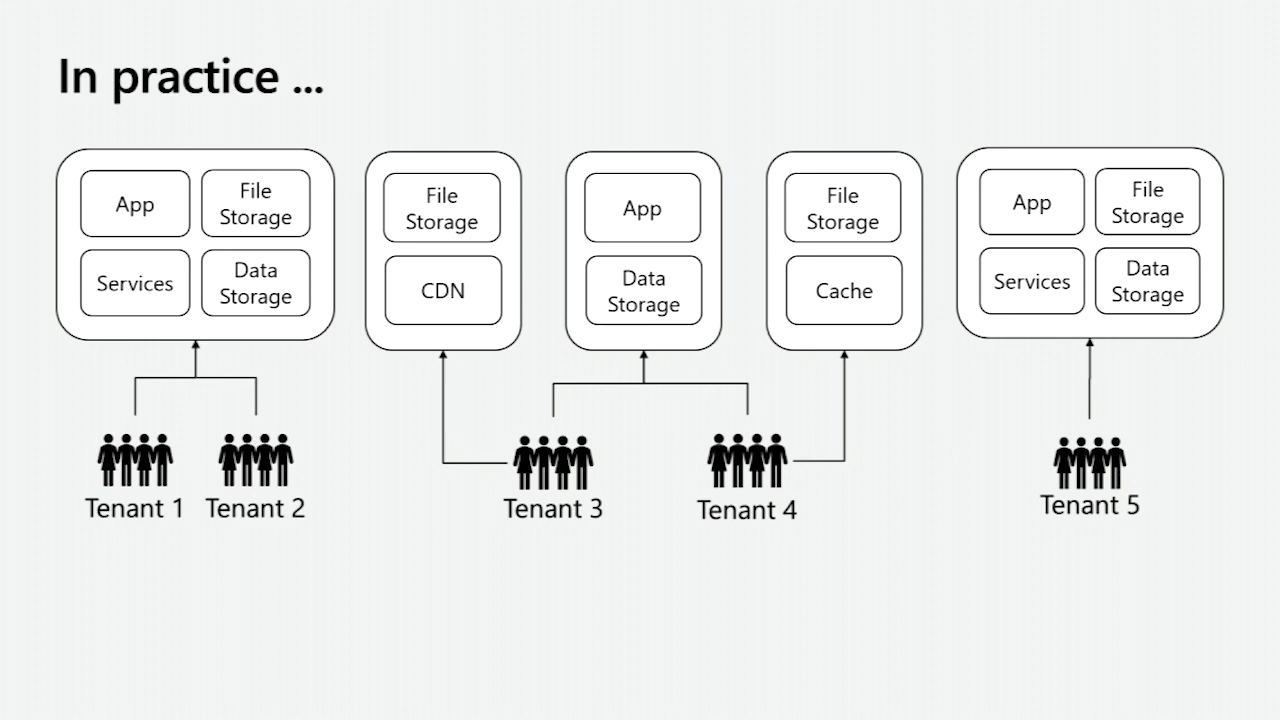 In practice ...
App
File
Storage
Services
Data
Storage
File
Storage
CDN
App
Data
Storage
File
Storage
Cache
App
File
Storage
Services
Data
Storage
Tenant 1
Tenant 2
Tenant 3
Tenant 4
Tenant 5